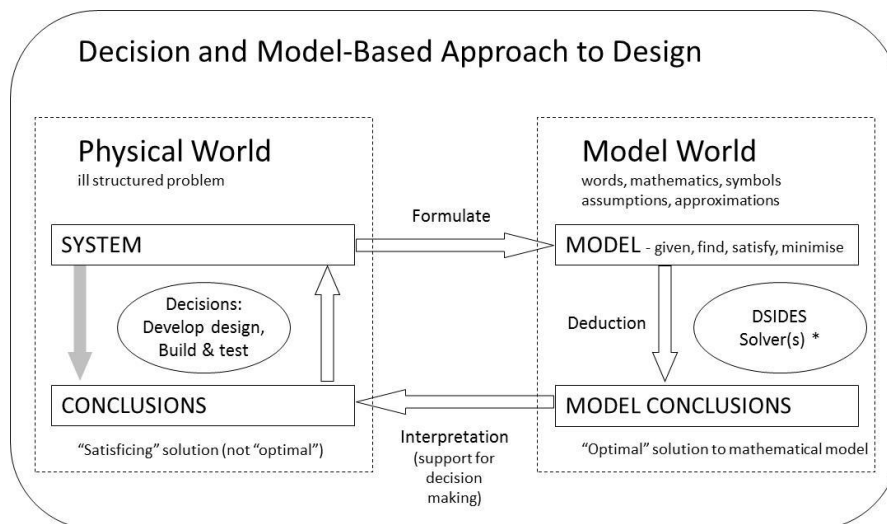 Decision and Model-Based Approach to Design
Physical World
ill structured problem
SYSTEM
Decisions:
Develop design,
Build & test
CONCLUSIONS
“Satisficing” solution (not “optimal”)
Formulate
Interpretation
(support for
decision
making)
Model World
words, mathematics, symbols
assumptions, approximations
MODEL - given, find, satisfy, minimise
Deduction
DSIDES
Solver(s) *
MODEL CONCLUSIONS
“Optimal” solution to mathematical model